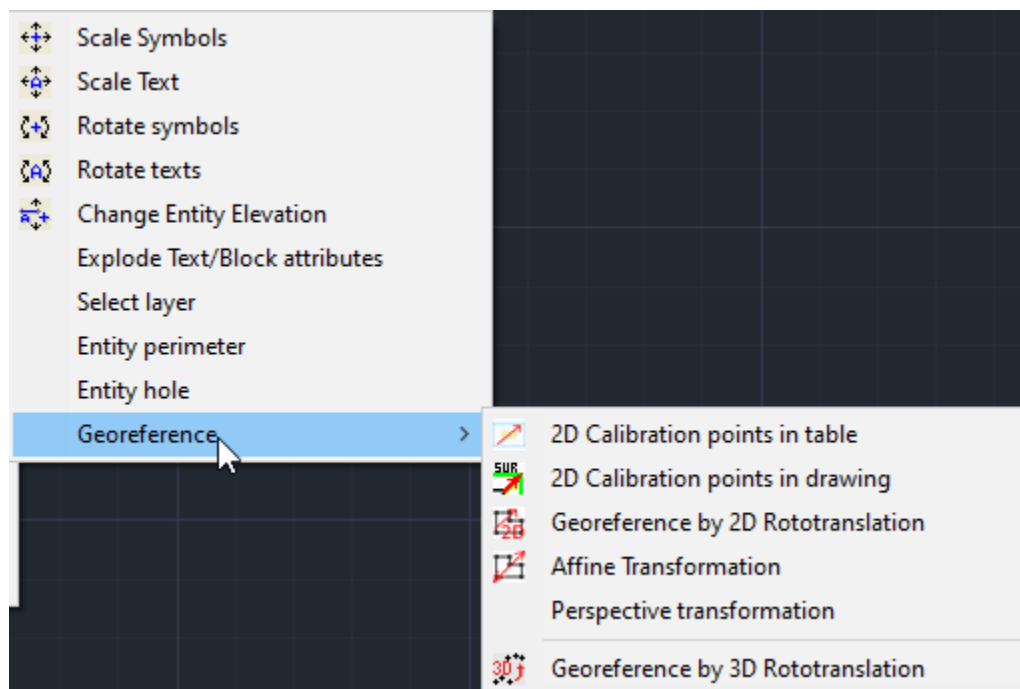 Scale Symbols
Scale Text
Rotate symbols
Rotate texts
Change Entity Elevation
Explode Text/Block attributes
Select layer
Entity perimeter
Entity hole
Georeference
2D Calibration points in table
2D Calibration points in drawing
Georeference by 2D Rototranslation
Affine Transformation
Perspective transformation
Georeference by 3D Rototranslation